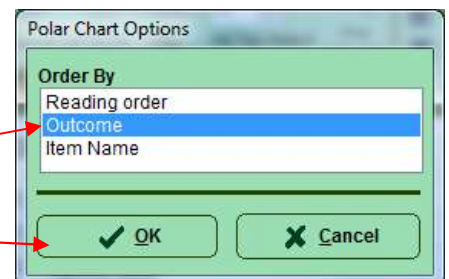 Polar Chart Options
Order By
Reading order
Outcome
Item Name
OK Cancel